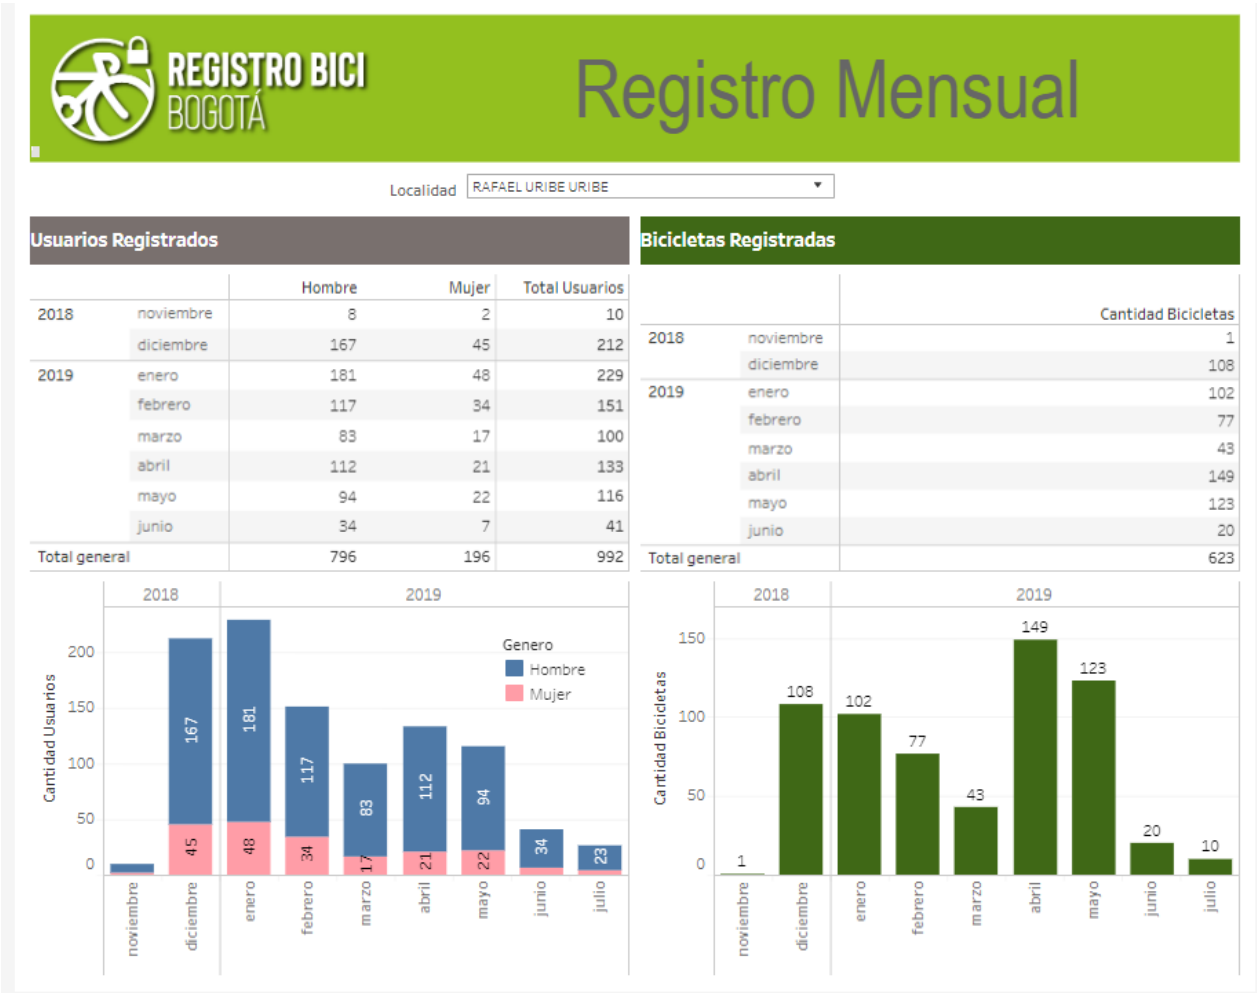 REGISTRO BICI
BOGOTÁ
Registro Mensual
Localidad RAFAEL URIBE URIBE
Usuarios Registrados
Hombre Mujer Total Usuarios
2018 noviembre 8 2 10
diciembre 167 45 212
2019 enero 181 48 229
febrero 117 34 151
marzo 83 17 100
abril 112 21 133
mayo 94 22 116
junio 34 7 41
Total general 796 196 992
Bicicletas Registradas
Cantidad Bicicletas
2018 noviembre 1
diciembre 108
2019 enero 102
febrero 77
marzo 43
abril 149
mayo 123
junio 20
Total general 623
2018 2019
Cantidad Usuarios
200
150
100
50
0
Genero
Hombre
Mujer
167 181 117 83 112 94 34 23
45 48 34 17 21 22
noviembre diciembre enero febrero marzo abril mayo junio julio
2018 2019
Cantidad Bicicletas
150
100
50
0
1 108 102 77 43 149 123 20 10
noviembre diciembre enero febrero marzo abril mayo junio julio